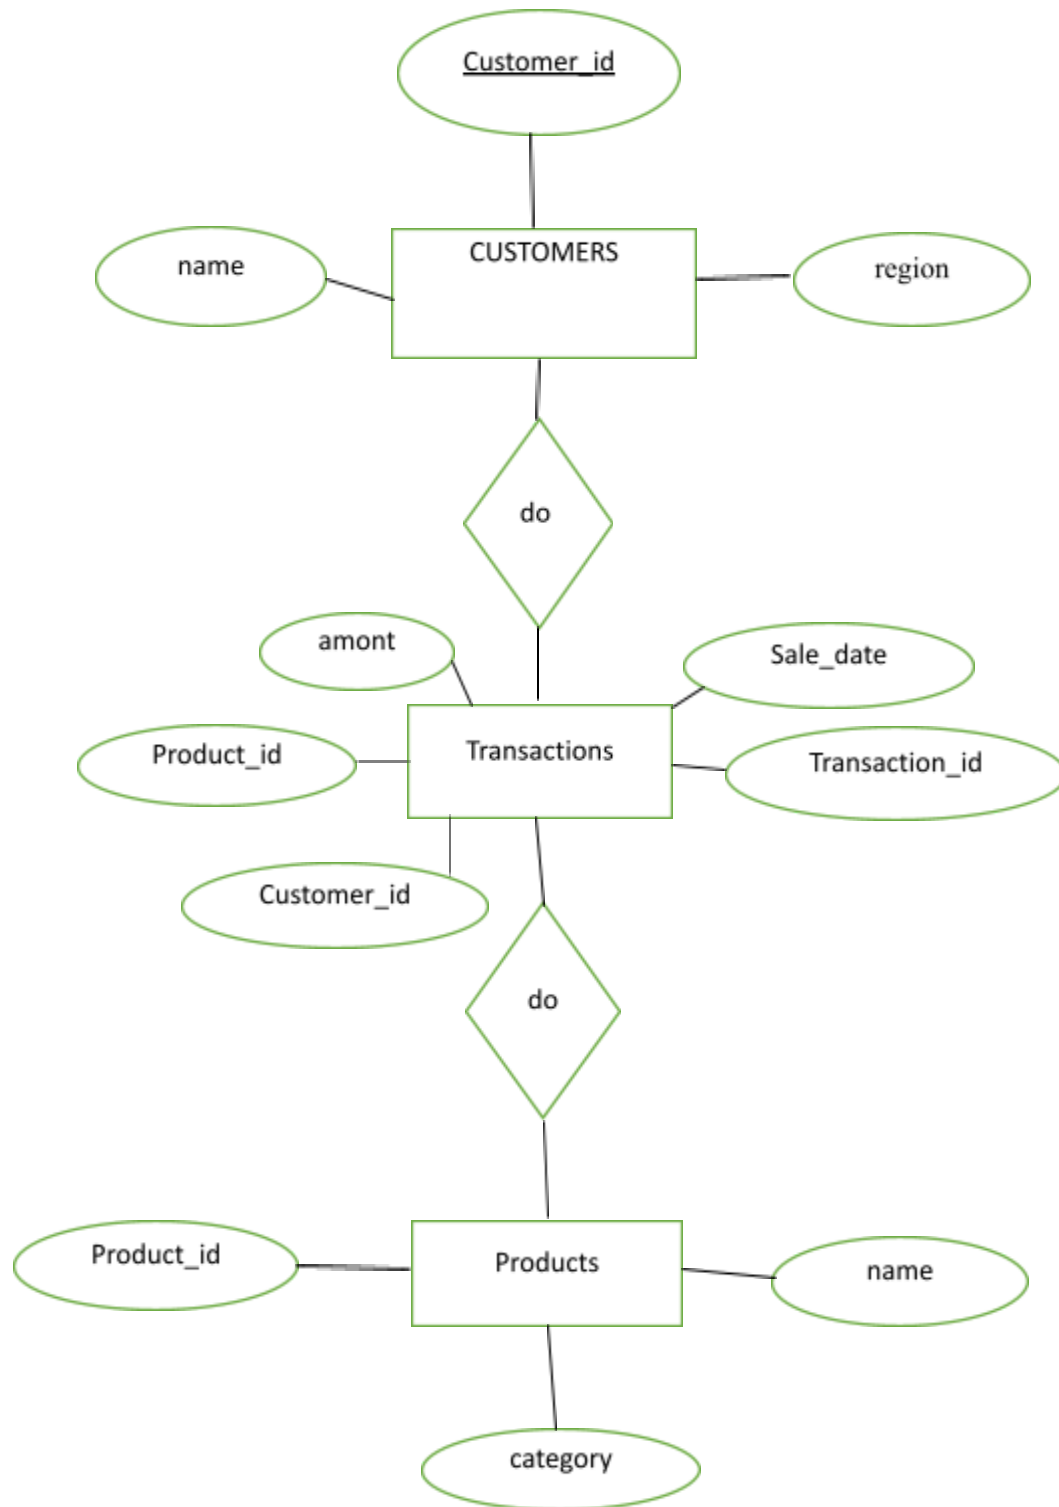 Customer_id
CUSTOMERS
name
region
do
amont
Sale_date
Product_id
Transactions
Transaction_id
Customer_id
do
Product_id
Products
name
category